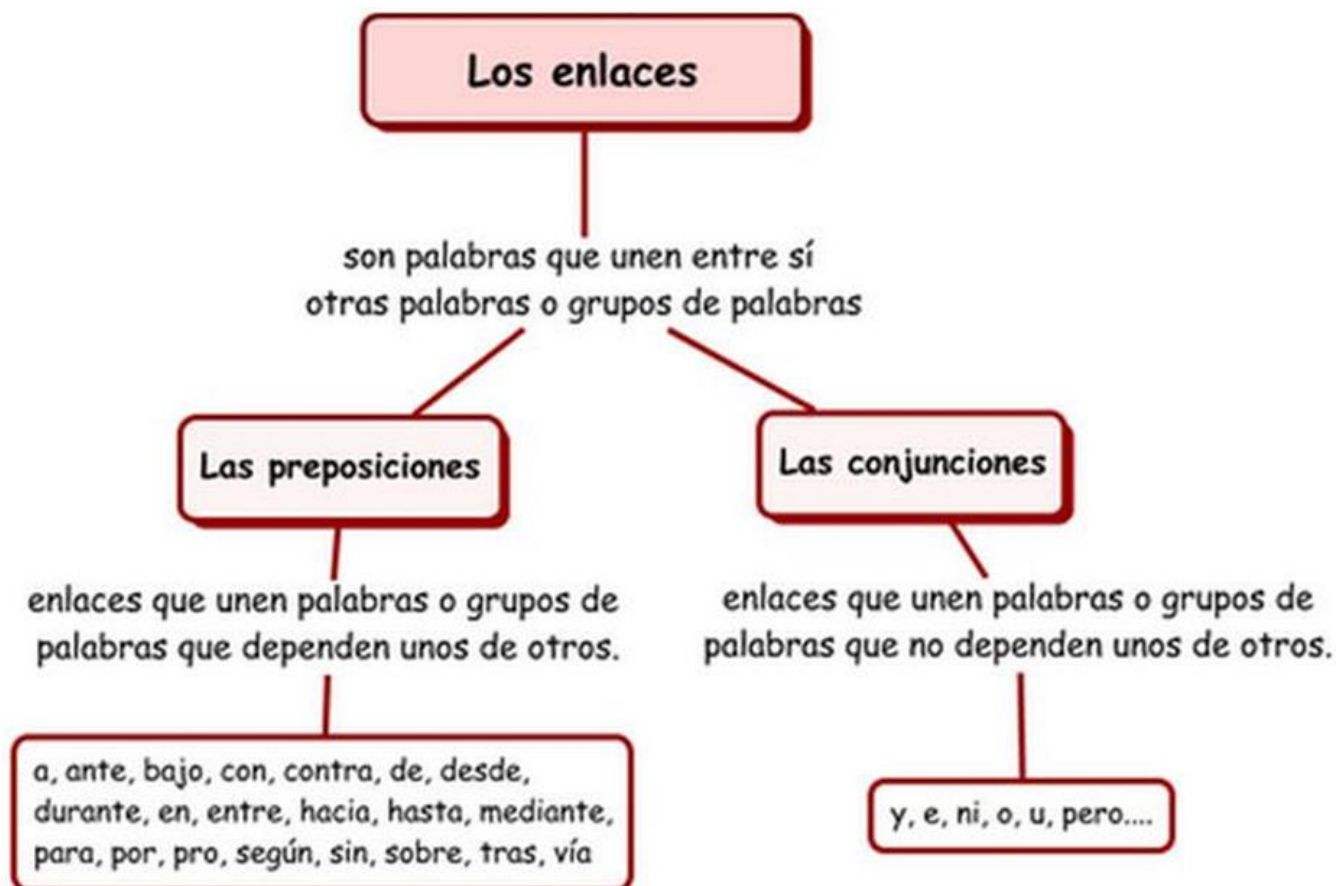 Los enlaces
son palabras que unen entre sí
otras palabras o grupos de palabras
Las preposiciones
enlaces que unen palabras o grupos de
palabras que dependen unos de otros.
a, ante, bajo, con, contra, de, desde,
durante, en, entre, hacia, hasta, mediante,
para, por, pro, según, sin, sobre, tras, vía
Las conjunciones
enlaces que unen palabras o grupos de
palabras que no dependen unos de otros.
y, e, ni, o, u, pero....